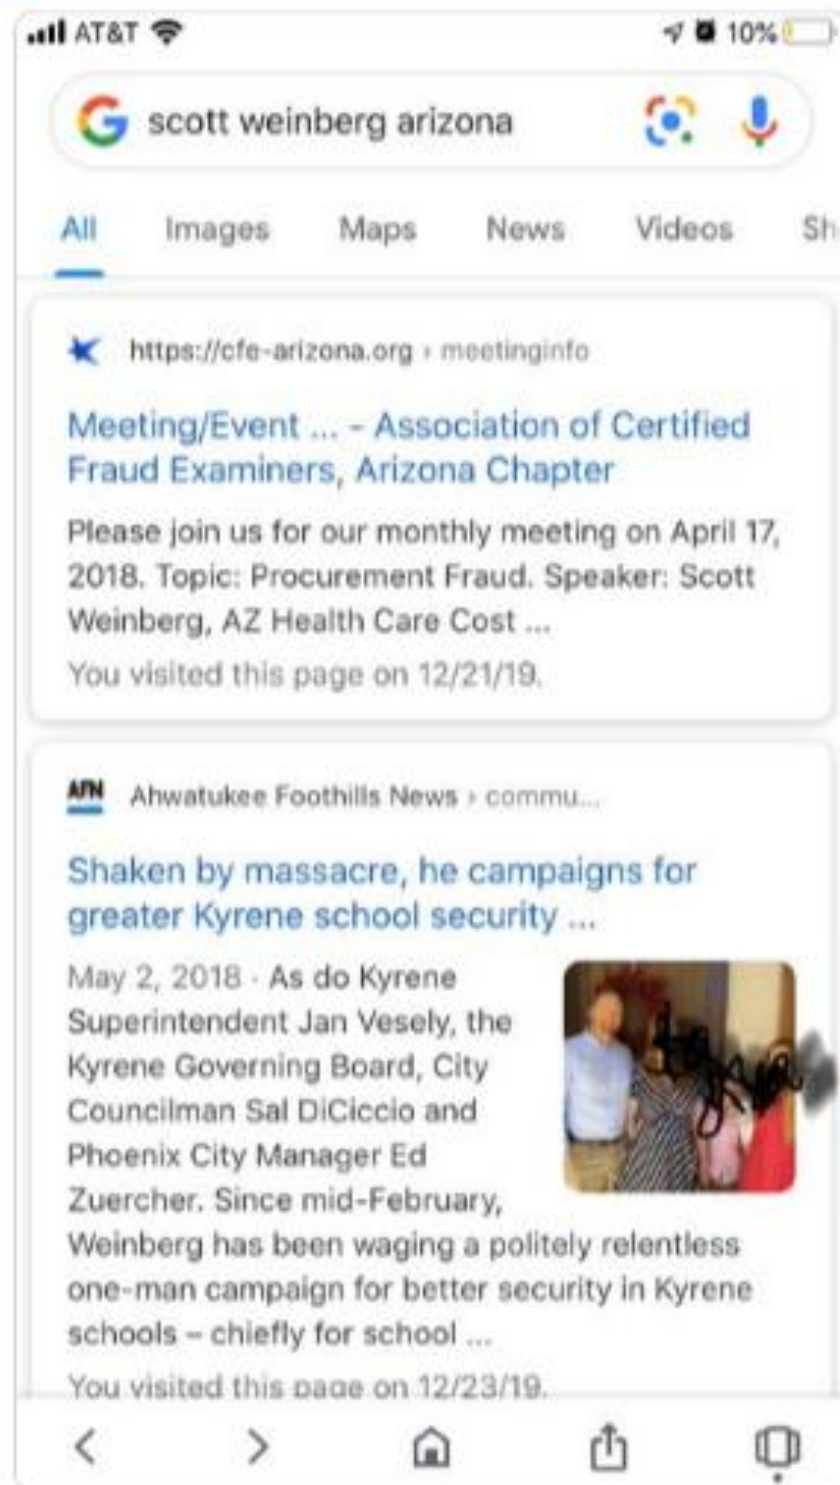 AT&T 10%
scott weinberg arizona
All Images Maps News Videos Sh
https://cfe-arizona.org › meetinginfo
Meeting/Event ... - Association of Certified
Fraud Examiners, Arizona Chapter
Please join us for our monthly meeting on April 17,
2018. Topic: Procurement Fraud. Speaker: Scott
Weinberg, AZ Health Care Cost ...
You visited this page on 12/21/19.
AFN Ahwatukee Foothills News › commu...
Shaken by massacre, he campaigns for
greater Kyrene school security ...
May 2, 2018 · As do Kyrene
Superintendent Jan Vesely, the
Kyrene Governing Board, City
Councilman Sal DiCiccio and
Phoenix City Manager Ed
Zuercher. Since mid-February,
Weinberg has been waging a politely relentless
one-man campaign for better security in Kyrene
schools – chiefly for school ...
You visited this page on 12/23/19.